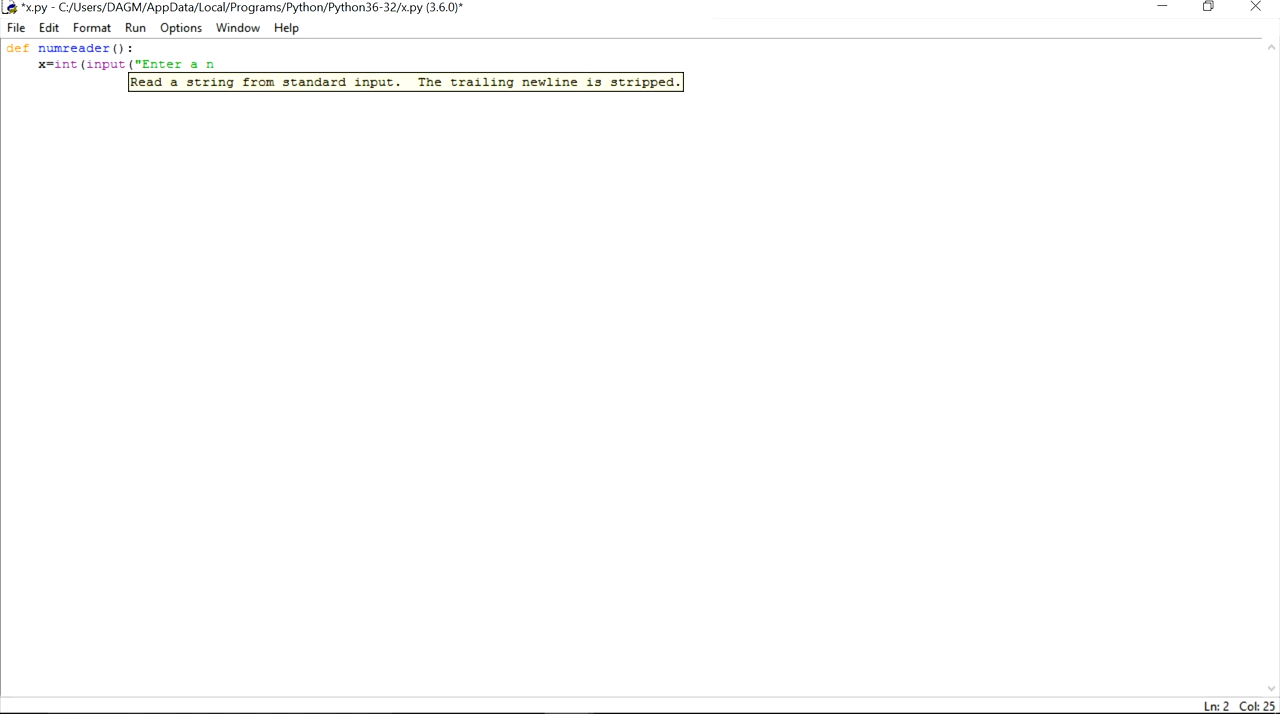 *x.py - C:/Users/DAGM/AppData/Local/Programs/Python/Python36-32/x.py (3.6.0)*
File Edit Format Run Options Window Help
def numreader():
    x=int(input("Enter a n
Read a string from standard input.  The trailing newline is stripped.
Ln: 2 Col: 25